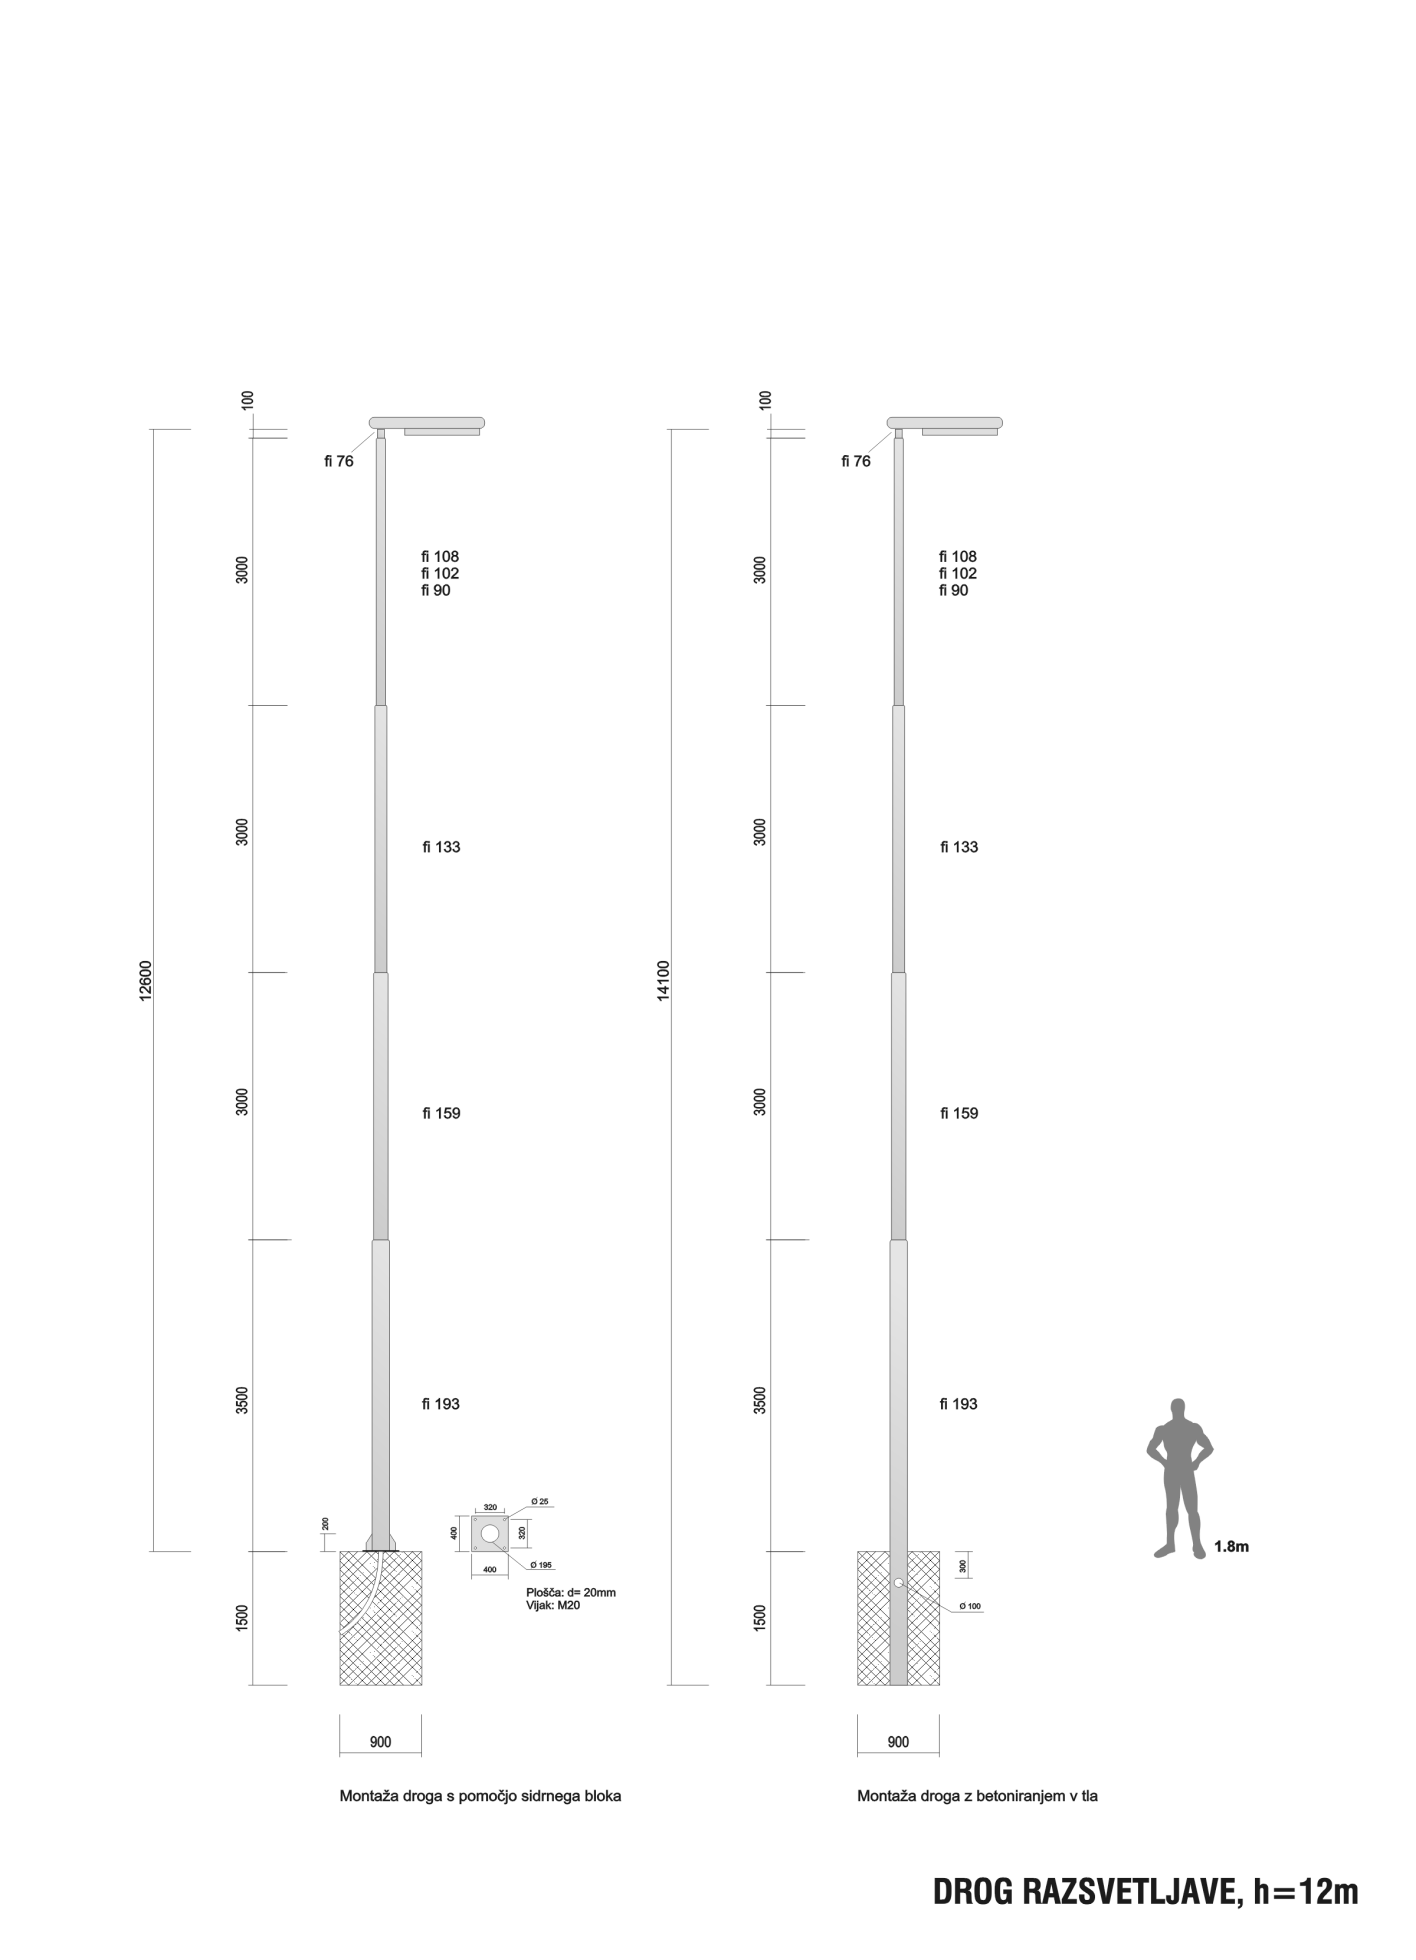 100
fi 76
3000
fi 108
fi 102
fi 90
3000
fi 133
12600
3000
fi 159
3500
fi 193
200
320
Ø 25
400
320
Ø 195
400
Plošča: d= 20mm
Vijak: M20
1500
900
Montaža droga s pomočjo sidrnega bloka
100
fi 76
3000
fi 108
fi 102
fi 90
3000
fi 133
14100
3000
fi 159
3500
fi 193
300
Ø 100
1500
900
Montaža droga z betoniranjem v tla
1.8m
DROG RAZSVETLJAVE, h=12m